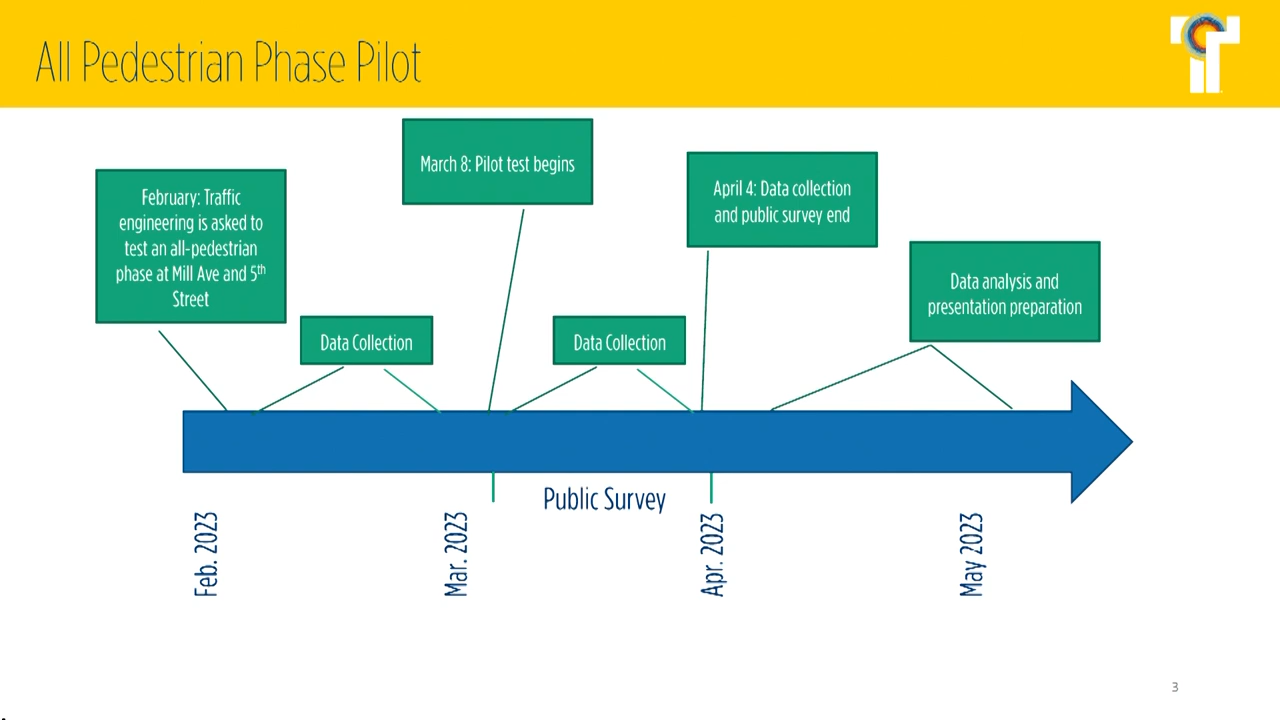 All Pedestrian Phase Pilot
March 8: Pilot test begins
April 4: Data collection
and public survey end
February: Traffic
engineering is asked to
test an all-pedestrian
phase at Mill Ave and 5th
Street
Data analysis and
presentation preparation
Data Collection
Data Collection
Public Survey
Feb. 2023
Mar. 2023
Apr. 2023
May 2023
3